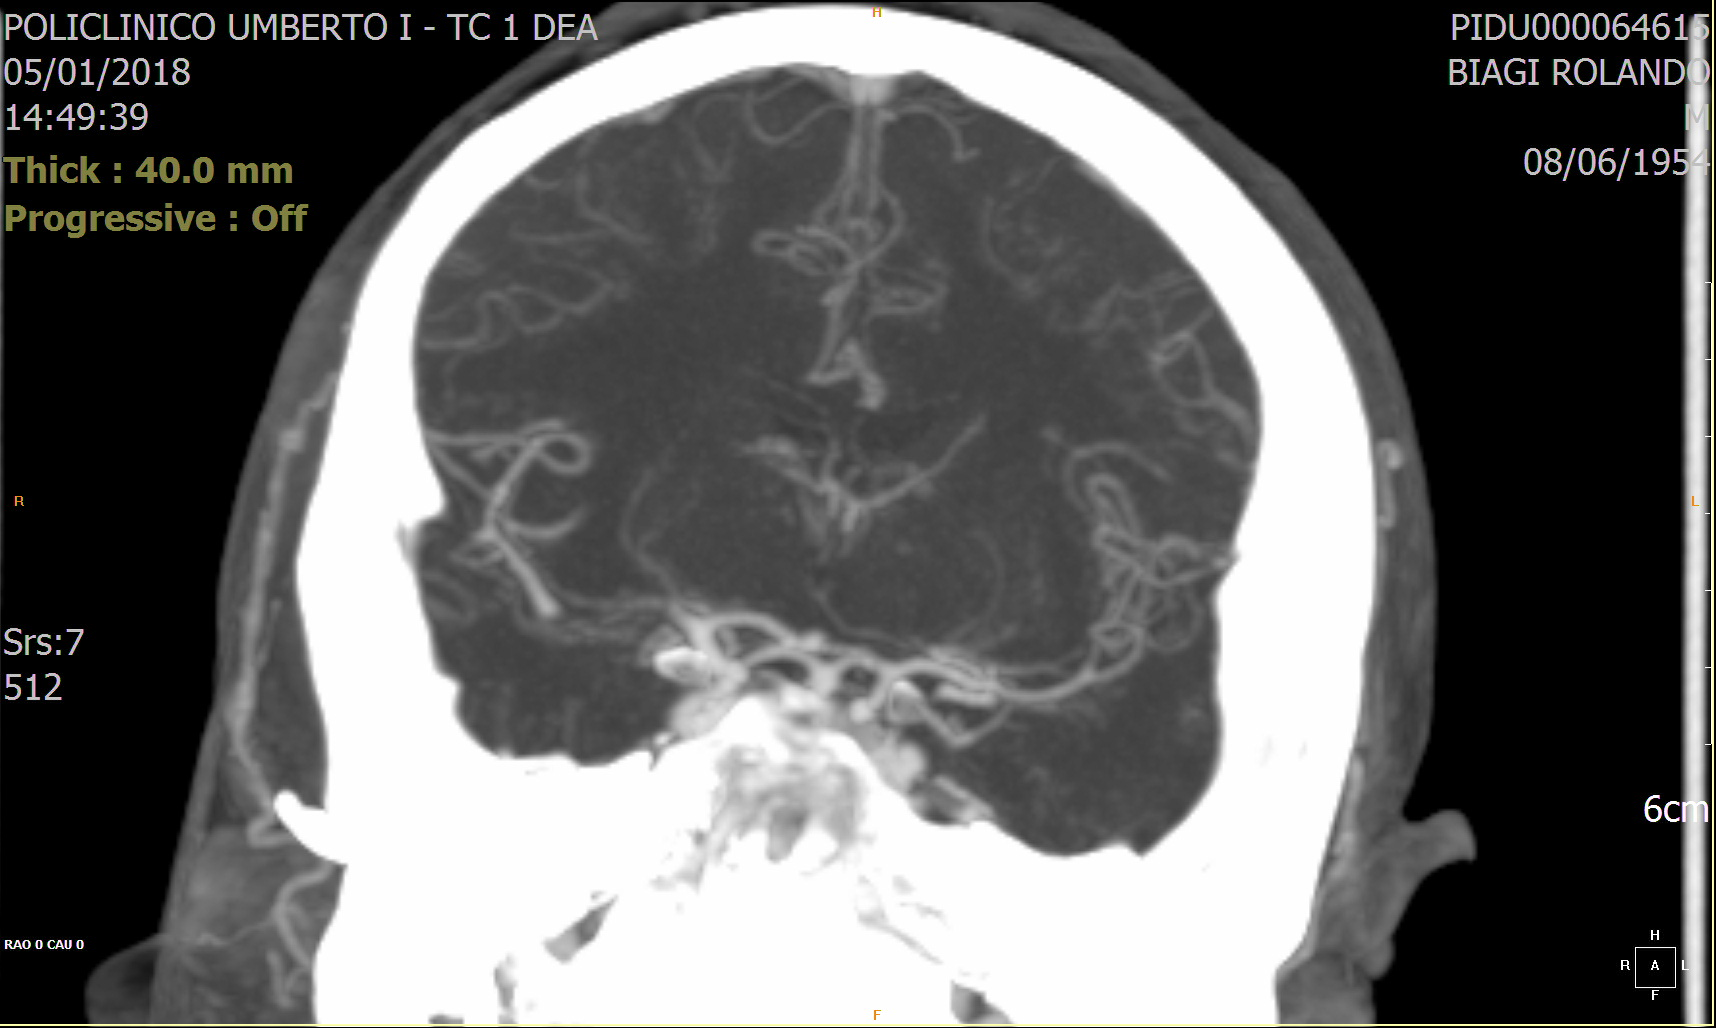 POLICLINICO UMBERTO I - TC 1 DEA
05/01/2018
14:49:39
Thick : 40.0 mm
Progressive : Off
H
PIDU000064615
BIAGI ROLANDO
M
08/06/1954
R
L
Srs:7
512
6cm
RAO 0 CAU 0
H
R A L
F
F